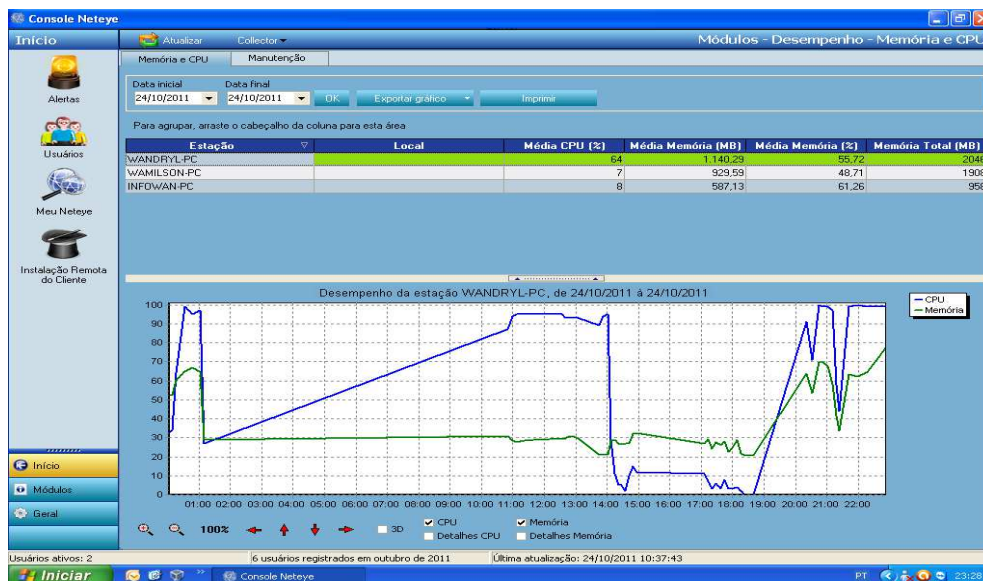 Console Neteye
Início
Atualizar Collector
Módulos - Desempenho - Memória e CPU
Alertas
Usuários
Meu Neteye
Instalação Remota
do Cliente
Memória e CPU Manutenção
Data inicial Data final
24/10/2011 24/10/2011 OK Exportar gráfico Imprimir
Para agrupar, arraste o cabeçalho da coluna para esta área
Estação Local Média CPU (%) Média Memória (MB) Média Memória (%) Memória Total (MB)
WANDRYL-PC 64 1.140,29 55,72
WAMILSON-PC 7 929,59 48,71 1908
INFOWAN-PC 8 587,13 61,26 958
Desempenho da estação WANDRYL-PC, de 24/10/2011 à 24/10/2011
CPU
Memória
100
90
80
70
60
50
40
30
20
10
0
01:00 02:00 03:00 04:00 05:00 06:00 07:00 08:00 09:00 10:00 11:00 12:00 13:00 14:00 15:00 16:00 17:00 18:00 19:00 20:00 21:00 22:00
100% 3D
CPU Memória
Detalhes CPU Detalhes Memória
Início
Módulos
Geral
Usuários ativos: 2 6 usuários registrados em outubro de 2011 Última atualização: 24/10/2011 10:37:43
Iniciar Console Neteye PT 23:28